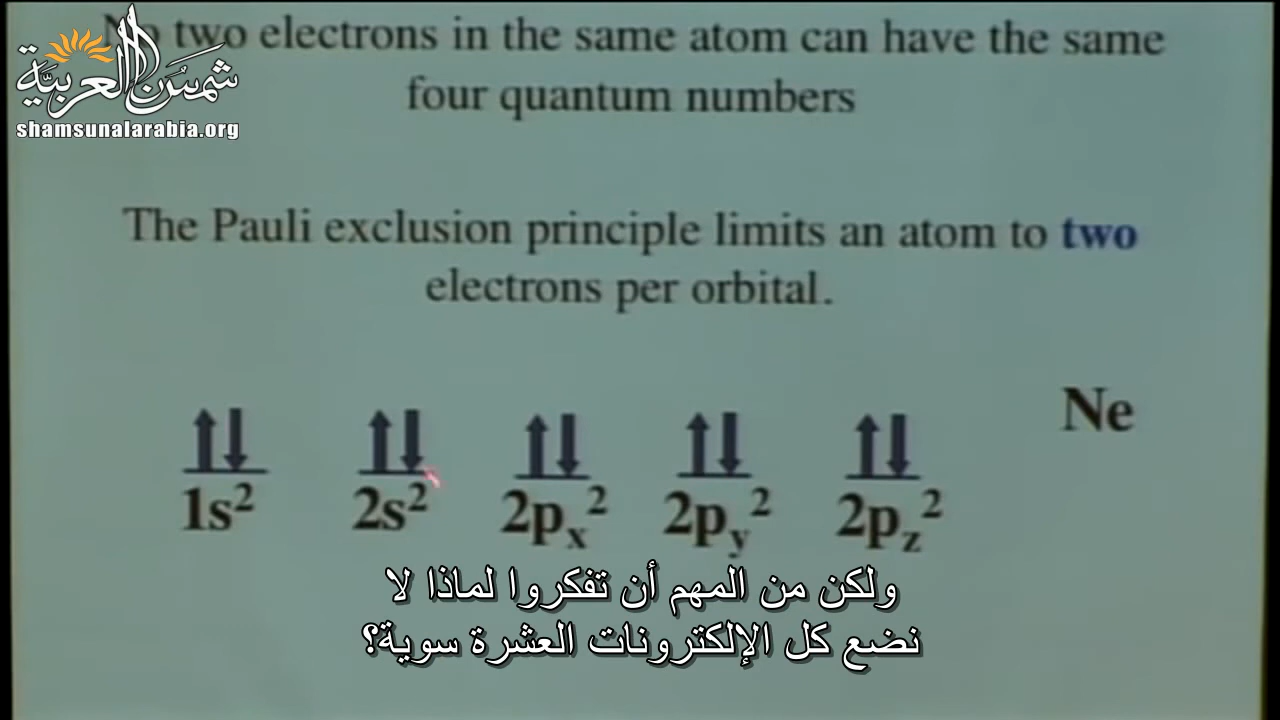 شمس العربية
shamsunalarabia.org
No two electrons in the same atom can have the same
four quantum numbers
The Pauli exclusion principle limits an atom to two
electrons per orbital.
Ne
1s² 2s² 2pₓ² 2p_y² 2p_z²
ولكن من المهم أن تفكروا لماذا لا
نضع كل الإلكترونات العشرة سوية؟